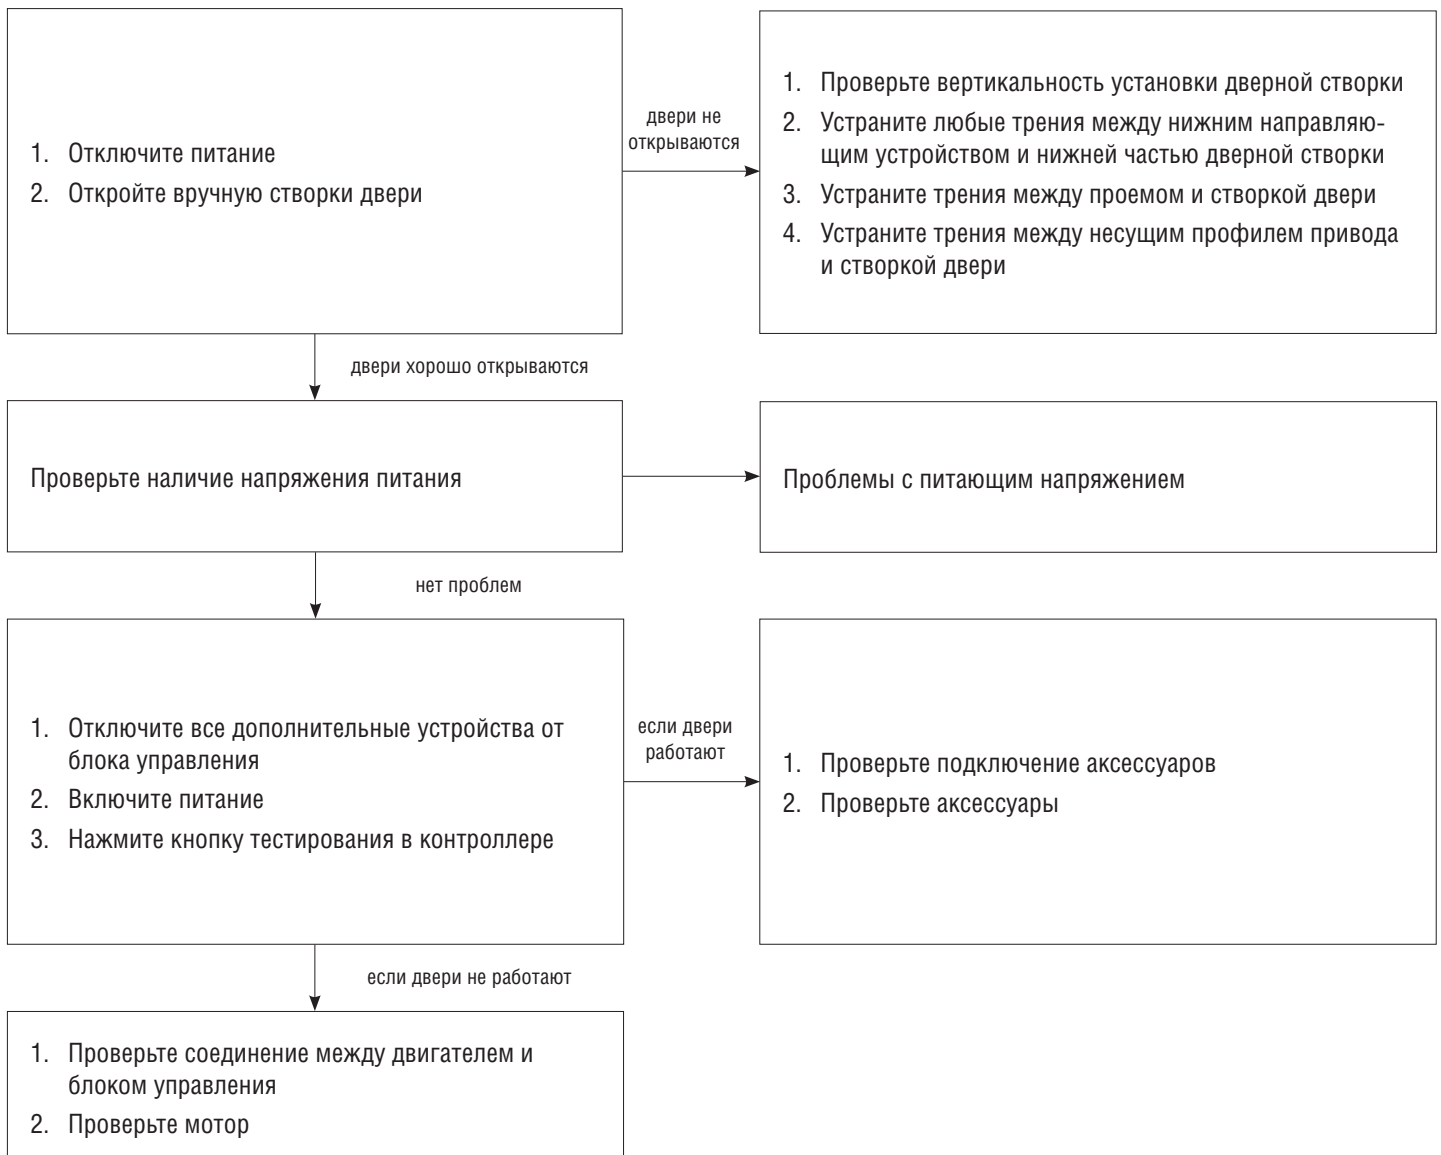 1. Отключите питание
2. Откройте вручную створки двери
двери не
открываются
1. Проверьте вертикальность установки дверной створки
2. Устраните любые трения между нижним направляю-
щим устройством и нижней частью дверной створки
3. Устраните трения между проемом и створкой двери
4. Устраните трения между несущим профилем привода
и створкой двери
двери хорошо открываются
Проверьте наличие напряжения питания
Проблемы с питающим напряжением
нет проблем
1. Отключите все дополнительные устройства от
блока управления
2. Включите питание
3. Нажмите кнопку тестирования в контроллере
если двери
работают
1. Проверьте подключение аксессуаров
2. Проверьте аксессуары
если двери не работают
1. Проверьте соединение между двигателем и
блоком управления
2. Проверьте мотор